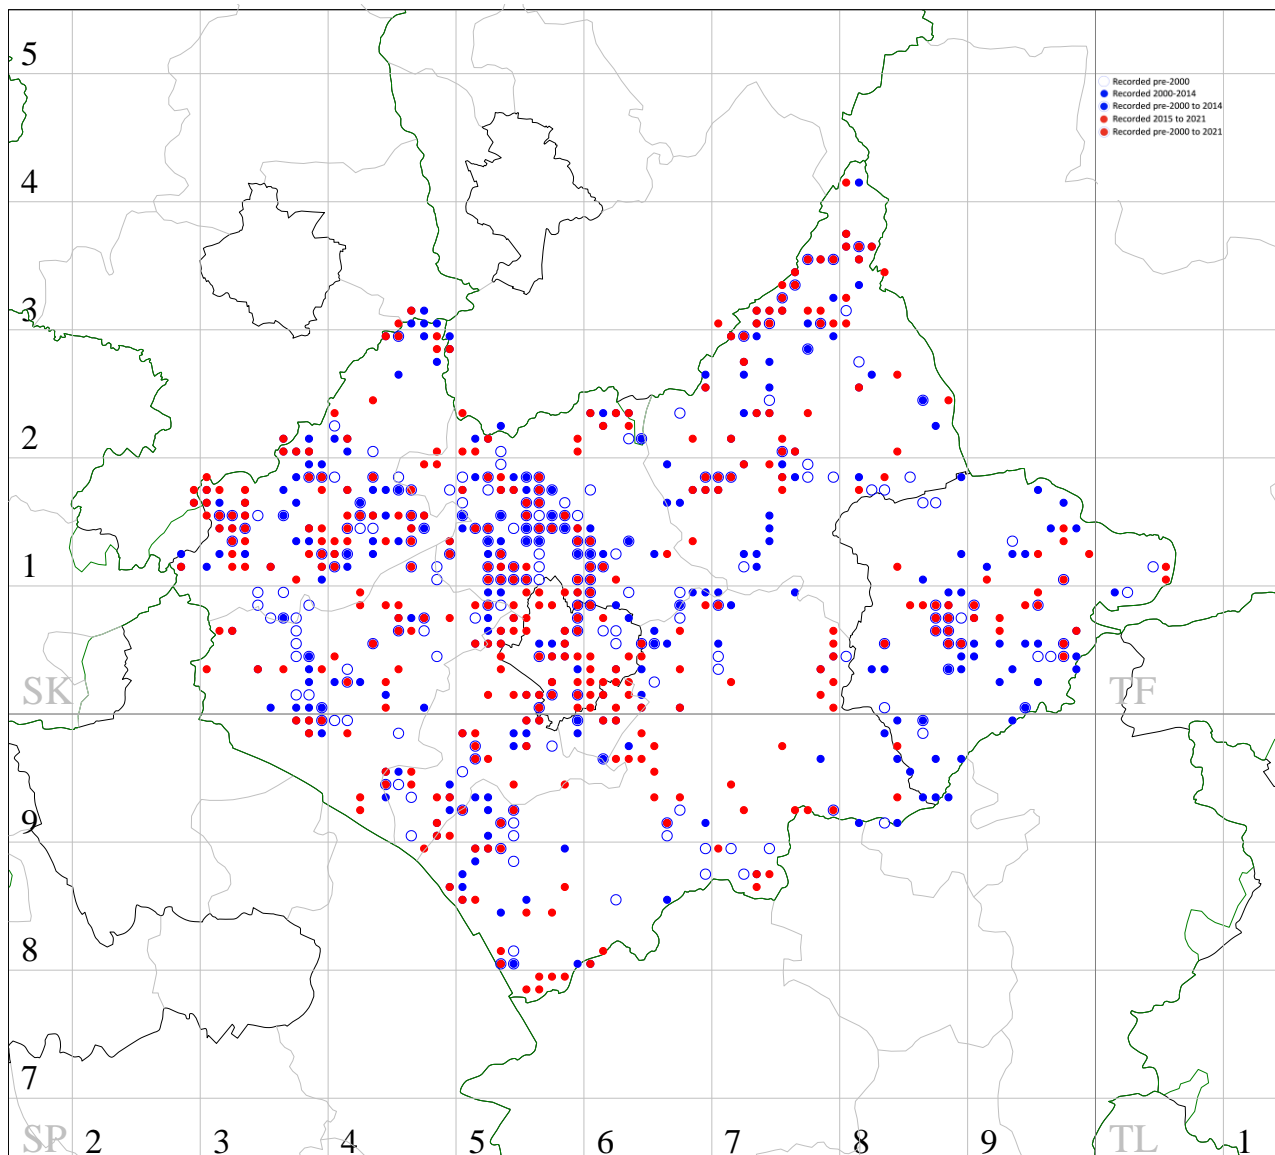 5
Recorded pre-2000
Recorded 2000-2014
Recorded pre-2000 to 2014
Recorded 2015 to 2021
Recorded pre-2000 to 2021
4
3
2
1
SK
TF
9
8
7
SP 2 3 4 5 6 7 8 9 TL 1